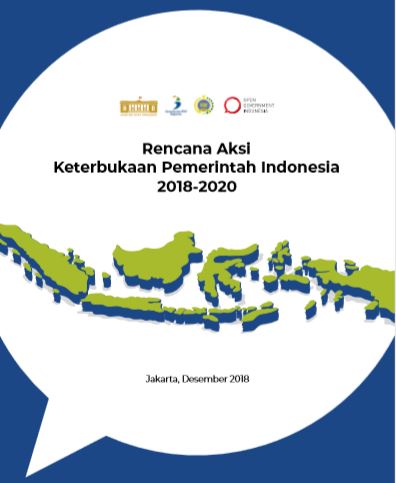 OPEN
GOVERNMENT
INDONESIA
Rencana Aksi
Keterbukaan Pemerintah Indonesia
2018-2020
Jakarta, Desember 2018